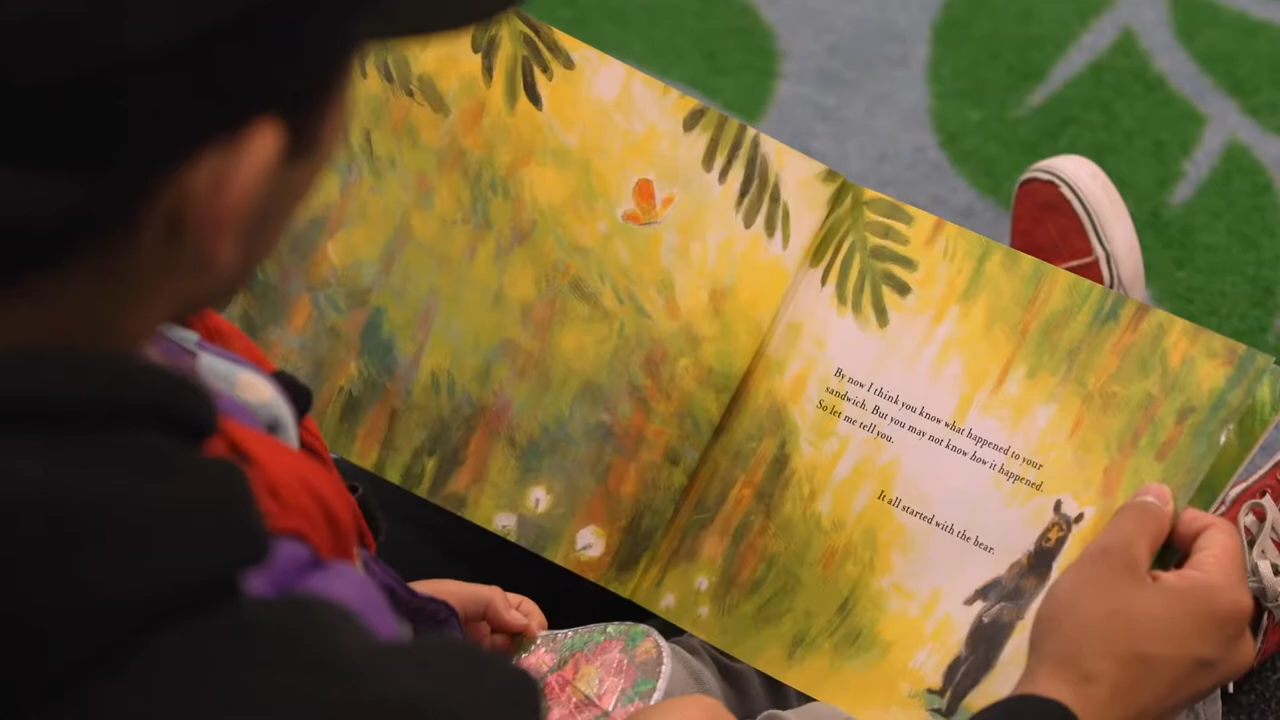 By now I think you know what happened to your
sandwich. But you may not know how it happened.
So let me tell you.
It all started with the bear.